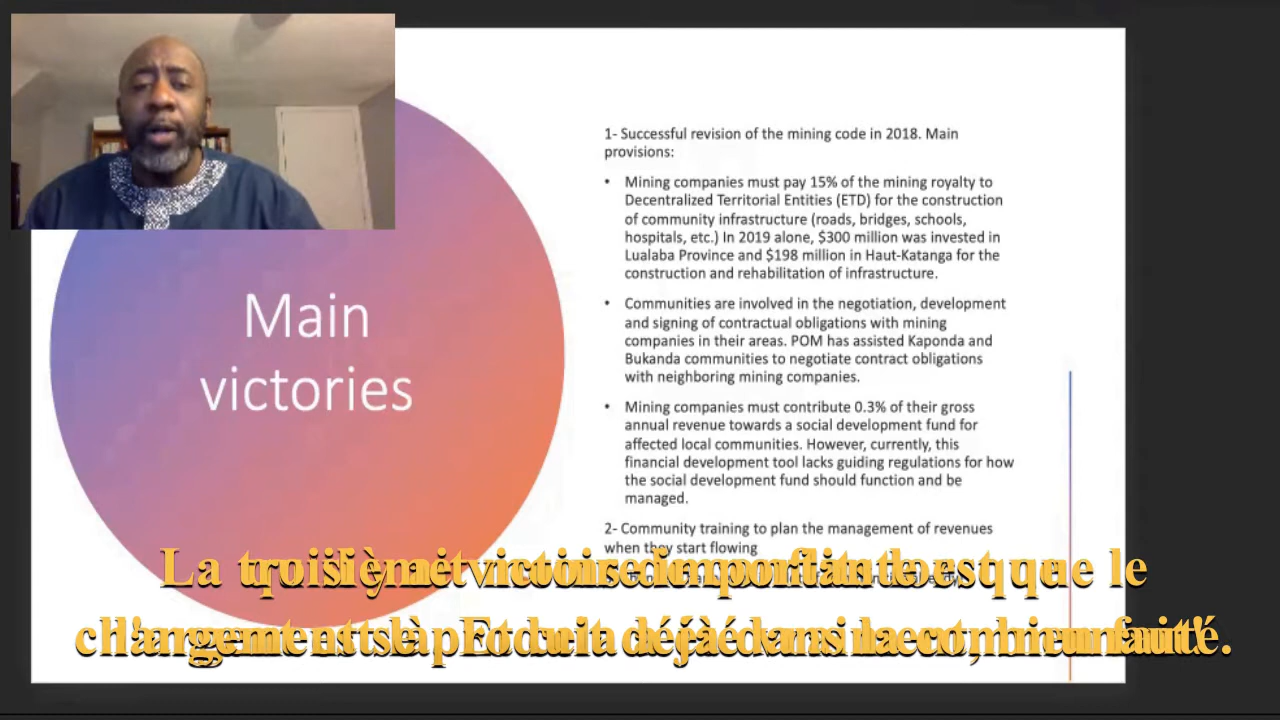 Main
victories
1- Successful revision of the mining code in 2018. Main
provisions:
• Mining companies must pay 15% of the mining royalty to
Decentralized Territorial Entities (ETD) for the construction
of community infrastructure (roads, bridges, schools,
hospitals, etc.) In 2019 alone, $300 million was invested in
Lualaba Province and $198 million in Haut-Katanga for the
construction and rehabilitation of infrastructure.
• Communities are involved in the negotiation, development
and signing of contractual obligations with mining
companies in their areas. POM has assisted Kaponda and
Bukanda communities to negotiate contract obligations
with neighboring mining companies.
• Mining companies must contribute 0.3% of their gross
annual revenue towards a social development fund for
affected local communities. However, currently, this
financial development tool lacks guiding regulations for how
the social development fund should function and be
managed.
2- Community training to plan the management of revenues
when they start flowing
La troisième victoire importante est que le